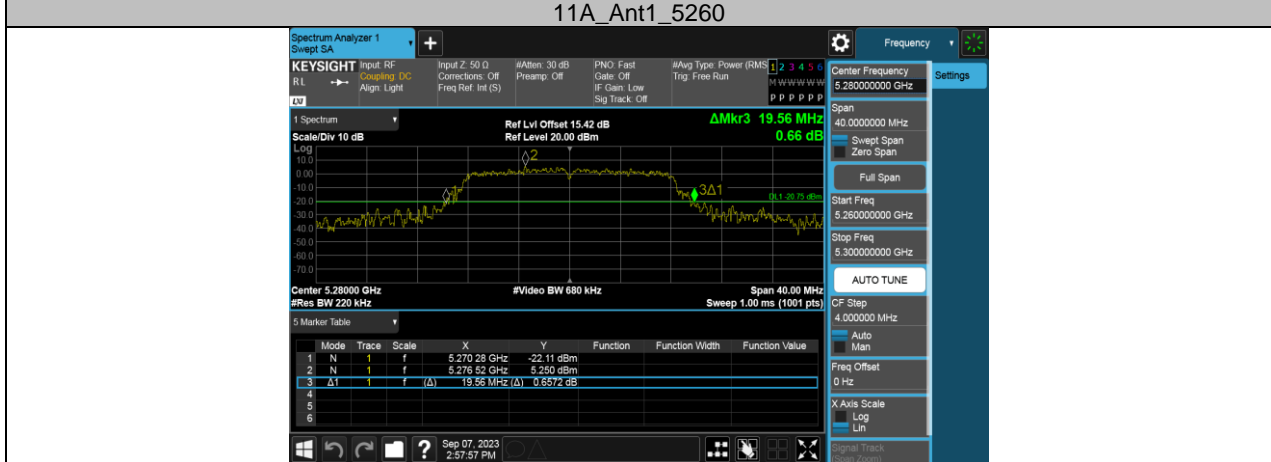 11A_Ant1_5260
Spectrum Analyzer 1
Swept SA
+
Frequency
KEYSIGHT
RL
LXI
Input: RF
Coupling: DC
Align: Light
Input Z: 50 Ω
Corrections: Off
Freq Ref: Int (S)
#Atten: 30 dB
Preamp: Off
PNO: Fast
Gate: Off
IF Gain: Low
Sig Track: Off
#Avg Type: Power (RMS
Trig: Free Run
1 2 3 4 5 6
M W W W W W
P P P P P P
1 Spectrum
Scale/Div 10 dB
Ref Lvl Offset 15.42 dB
Ref Level 20.00 dBm
ΔMkr3 19.56 MHz
0.66 dB
Log
10.0
0.00
-10.0
-20.0
-30.0
-40.0
-50.0
-60.0
-70.0
2
3Δ1
DL1 -20.75 dBm
Center 5.28000 GHz
#Res BW 220 kHz
#Video BW 680 kHz
Span 40.00 MHz
Sweep 1.00 ms (1001 pts)
5 Marker Table
Mode Trace Scale X Y Function Function Width Function Value
1 N 1 f 5.270 28 GHz -22.11 dBm
2 N 1 f 5.276 52 GHz 5.250 dBm
3 Δ1 1 f (Δ) 19.56 MHz (Δ) 0.6572 dB
4
5
6
?
Sep 07, 2023
2:57:57 PM
Center Frequency
5.280000000 GHz
Settings
Span
40.0000000 MHz
Swept Span
Zero Span
Full Span
Start Freq
5.260000000 GHz
Stop Freq
5.300000000 GHz
AUTO TUNE
CF Step
4.000000 MHz
Auto
Man
Freq Offset
0 Hz
X Axis Scale
Log
Lin
Signal Track
(Span Zoom)